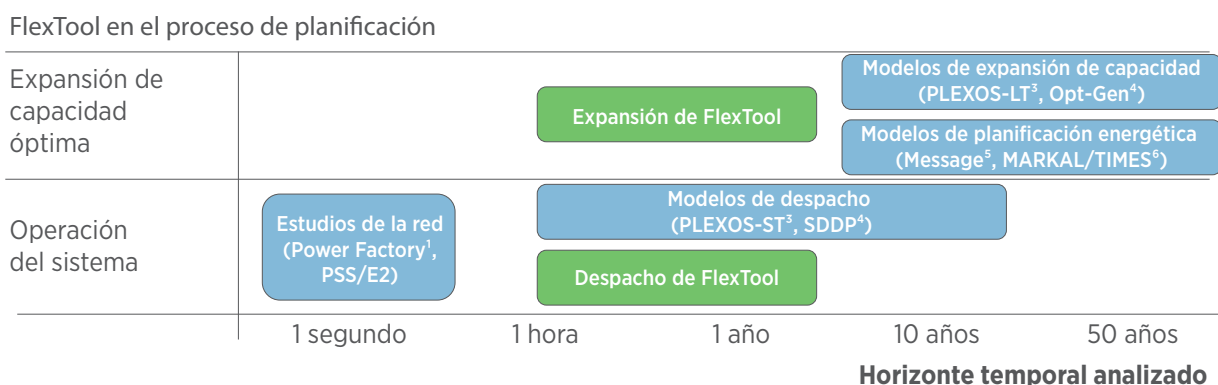 FlexTool en el proceso de planificación
Expansión de
capacidad
óptima
Expansión de FlexTool
Modelos de expansión de capacidad
(PLEXOS-LT³, Opt-Gen⁴)
Modelos de planificación energética
(Message⁵, MARKAL/TIMES⁶)
Operación
del sistema
Estudios de la red
(Power Factory¹,
PSS/E2)
Modelos de despacho
(PLEXOS-ST³, SDDP⁴)
Despacho de FlexTool
1 segundo
1 hora
1 año
10 años
50 años
Horizonte temporal analizado